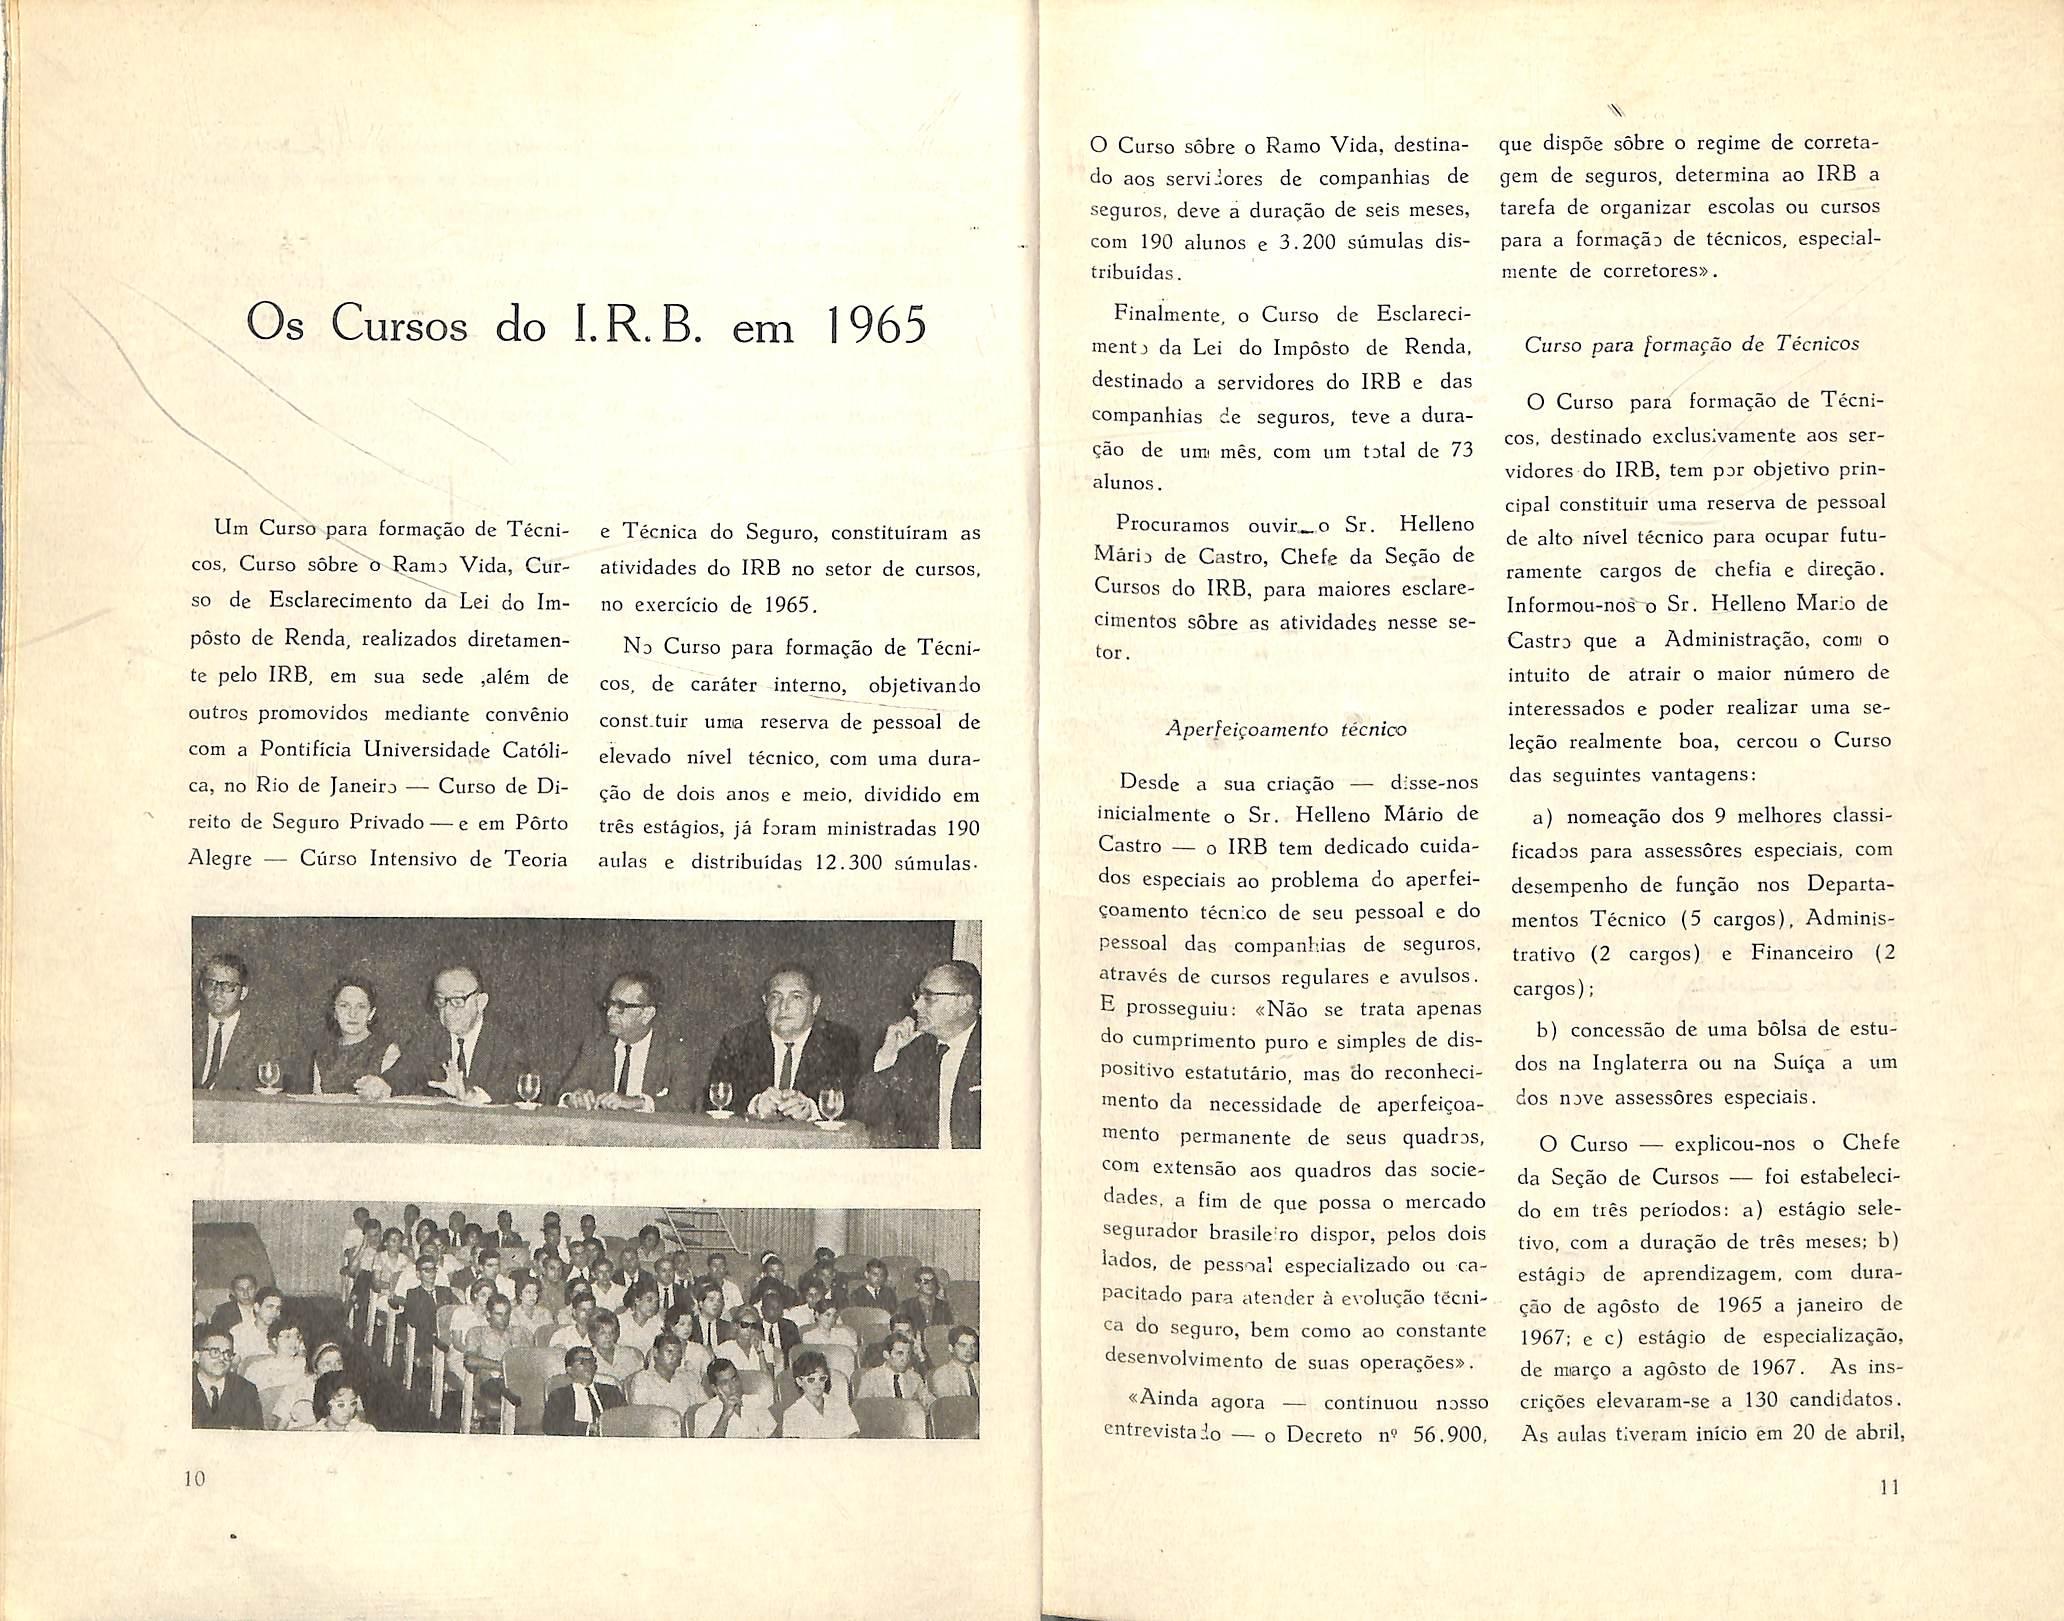 Os Cursos do I.R.B. em 1965
Um Curso para formação de Técni-
cos, Curso sôbre o Ramo Vida, Cur-
so de Esclarecimento da Lei do Im-
pôsto de Renda, realizados diretamen-
te pelo IRB, em sua sede ,além de
outros promovidos mediante convênio
com a Pontifícia Universidade Católi-
ca, no Rio de Janeiro — Curso de Di-
reito de Seguro Privado — e em Pôrto
Alegre — Cúrso Intensivo de Teoria
e Técnica do Seguro, constituíram as
atividades do IRB no setor de cursos,
no exercício de 1965.
No Curso para formação de Técni-
cos, de caráter interno, objetivando
constituir uma reserva de pessoal de
elevado nível técnico, com uma dura-
ção de dois anos e meio, dividido em
três estágios, já foram ministradas 190
aulas e distribuídas 12.300 súmulas.
10
O Curso sôbre o Ramo Vida, destina-
do aos servidores de companhias de
seguros, deve a duração de seis meses,
com 190 alunos e 3.200 súmulas dis-
tribuídas.
Finalmente, o Curso de Esclareci-
mento da Lei do Impôsto de Renda,
destinado a servidores do IRB e das
companhias de seguros, teve a dura-
ção de um mês, com um total de 73
alunos.
Procuramos ouvir o Sr. Helleno
Mário de Castro, Chefe da Seção de
Cursos do IRB, para maiores esclare-
cimentos sôbre as atividades nesse se-
tor.
Aperfeiçoamento técnico
Desde a sua criação — disse-nos
inicialmente o Sr. Helleno Mário de
Castro — o IRB tem dedicado cuida-
dos especiais ao problema do aperfei-
çoamento técnico de seu pessoal e do
pessoal das companhias de seguros,
através de cursos regulares e avulsos.
E prosseguiu: «Não se trata apenas
do cumprimento puro e simples de dis-
positivo estatutário, mas do reconheci-
mento da necessidade de aperfeiçoa-
mento permanente de seus quadros,
com extensão aos quadros das socie-
dades, a fim de que possa o mercado
segurador brasileiro dispor, pelos dois
lados, de pessoal especializado ou ca-
pacitado para atender à evolução técni-
ca do seguro, bem como ao constante
desenvolvimento de suas operações».
«Ainda agora — continuou nosso
entrevistado — o Decreto nº 56.900,
que dispõe sôbre o regime de correta-
gem de seguros, determina ao IRB a
tarefa de organizar escolas ou cursos
para a formação de técnicos, especial-
mente de corretores».
Curso para formação de Técnicos
O Curso para formação de Técni-
cos, destinado exclusivamente aos ser-
vidores do IRB, tem por objetivo prin-
cipal constituir uma reserva de pessoal
de alto nível técnico para ocupar futu-
ramente cargos de chefia e direção.
Informou-nos o Sr. Helleno Mario de
Castro que a Administração, com o
intuito de atrair o maior número de
interessados e poder realizar uma se-
leção realmente boa, cercou o Curso
das seguintes vantagens:
a) nomeação dos 9 melhores classi-
ficados para assessôres especiais, com
desempenho de função nos Departa-
mentos Técnico (5 cargos), Adminis-
trativo (2 cargos) e Financeiro (2
cargos);
b) concessão de uma bôlsa de estu-
dos na Inglaterra ou na Suíça a um
dos nove assessôres especiais.
O Curso — explicou-nos o Chefe
da Seção de Cursos — foi estabeleci-
do em três períodos: a) estágio sele-
tivo, com a duração de três meses; b)
estágio de aprendizagem, com dura-
ção de agôsto de 1965 a janeiro de
1967; e c) estágio de especialização,
de março a agôsto de 1967. As ins-
crições elevaram-se a 130 candidatos.
As aulas tiveram início em 20 de abril,
11